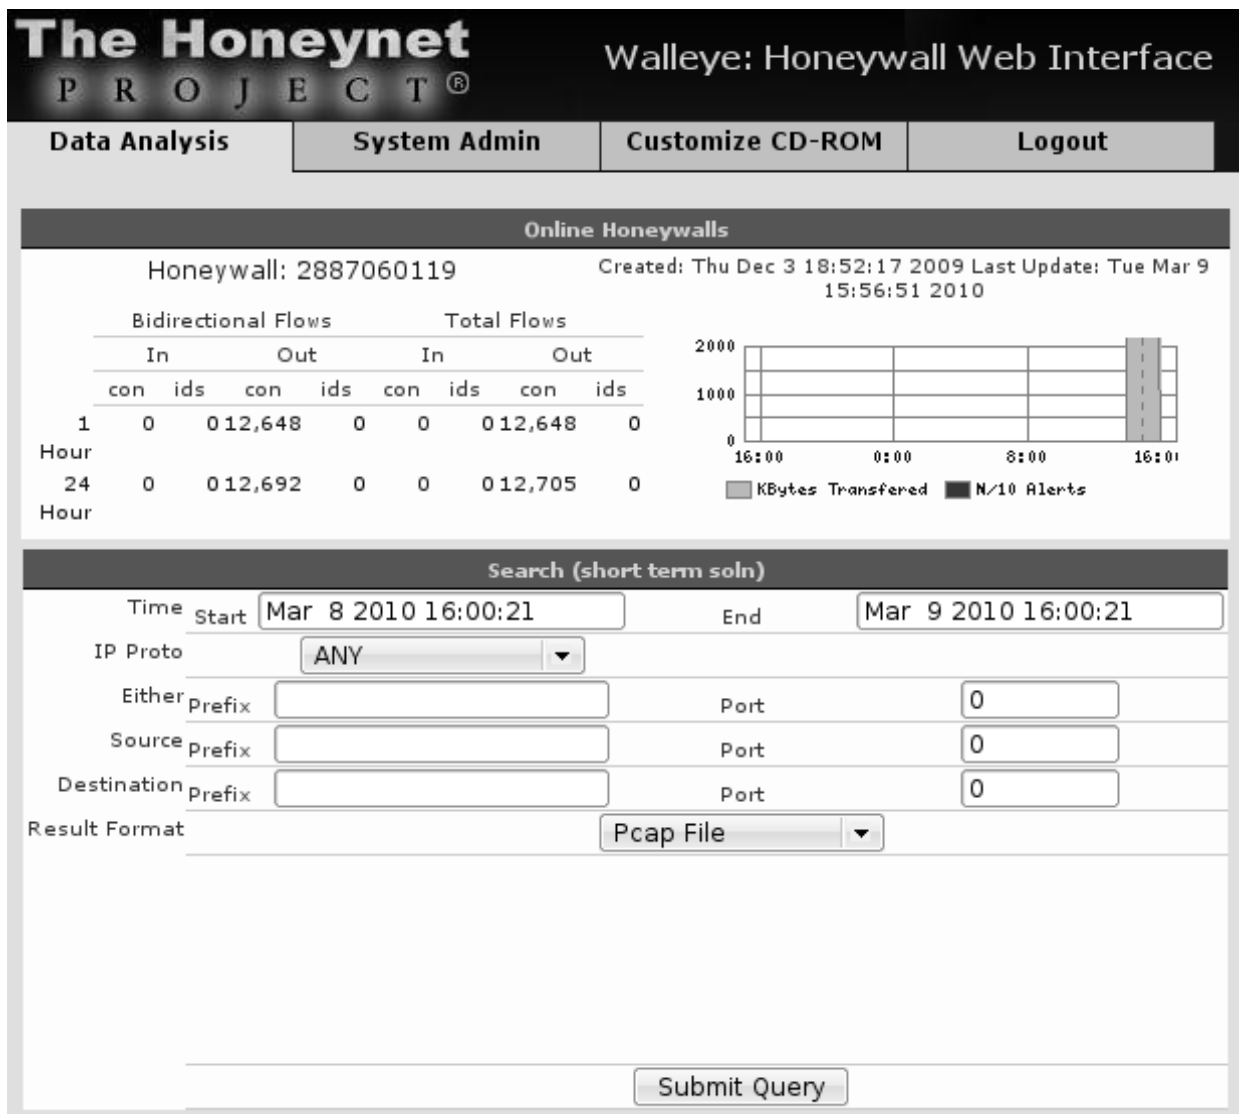 The Honeynet
PROJECT®
Walleye: Honeywall Web Interface
Data Analysis System Admin Customize CD-ROM Logout
Online Honeywalls
Honeywall: 2887060119
Created: Thu Dec 3 18:52:17 2009 Last Update: Tue Mar 9
15:56:51 2010
Bidirectional Flows Total Flows
In Out In Out
con ids con ids con ids con ids
1 0 0 12,648 0 0 0 12,648 0
Hour
24 0 0 12,692 0 0 0 12,705 0
Hour
2000
1000
0
16:00 0:00 8:00 16:0
KBytes Transfered N/10 Alerts
Search (short term soln)
Time Start Mar 8 2010 16:00:21 End Mar 9 2010 16:00:21
IP Proto ANY
Either Prefix Port 0
Source Prefix Port 0
Destination Prefix Port 0
Result Format Pcap File
Submit Query